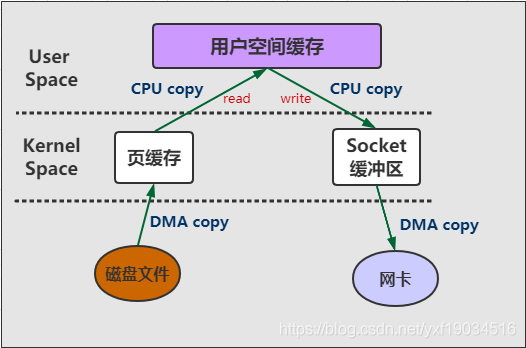 用户空间缓存
User
Space
CPU copy
CPU copy
read
write
Kernel
Space
页缓存
Socket
缓冲区
DMA copy
DMA copy
磁盘文件
网卡
https://blog.csdn.net/yxf19034516